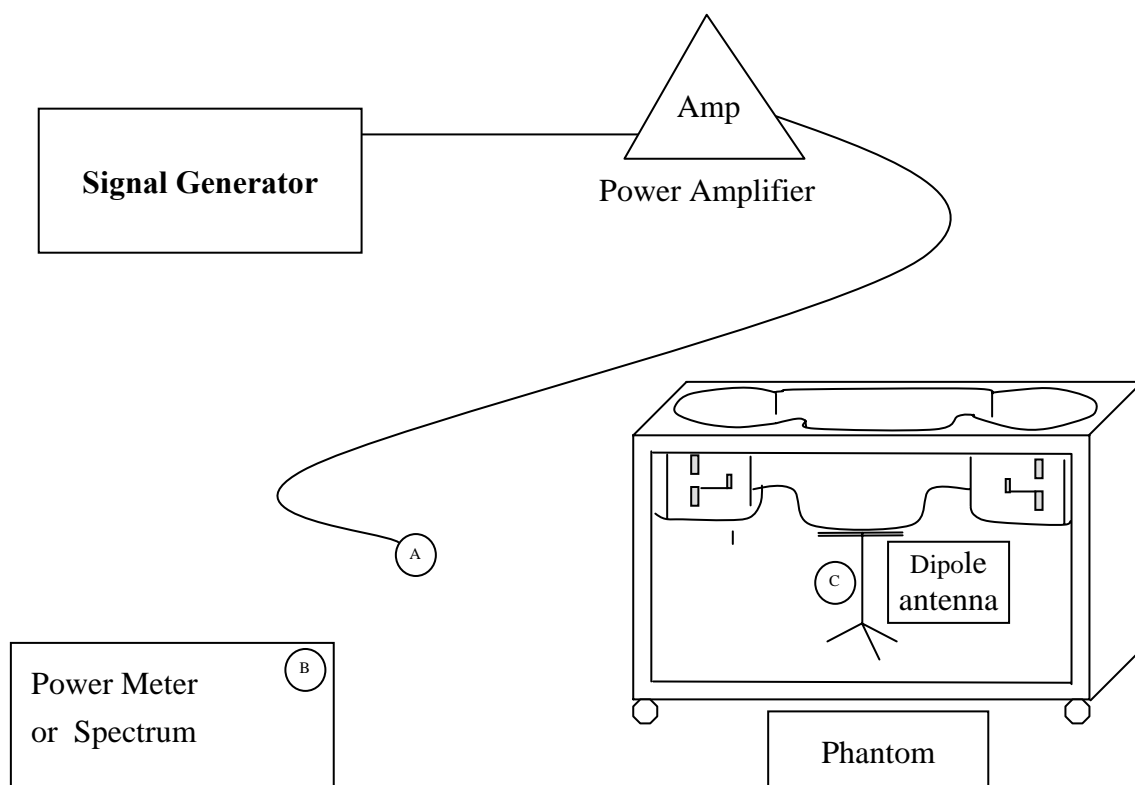 Amp
Signal Generator
Power Amplifier
A
C
Dipole
antenna
B
Power Meter
or Spectrum
Phantom